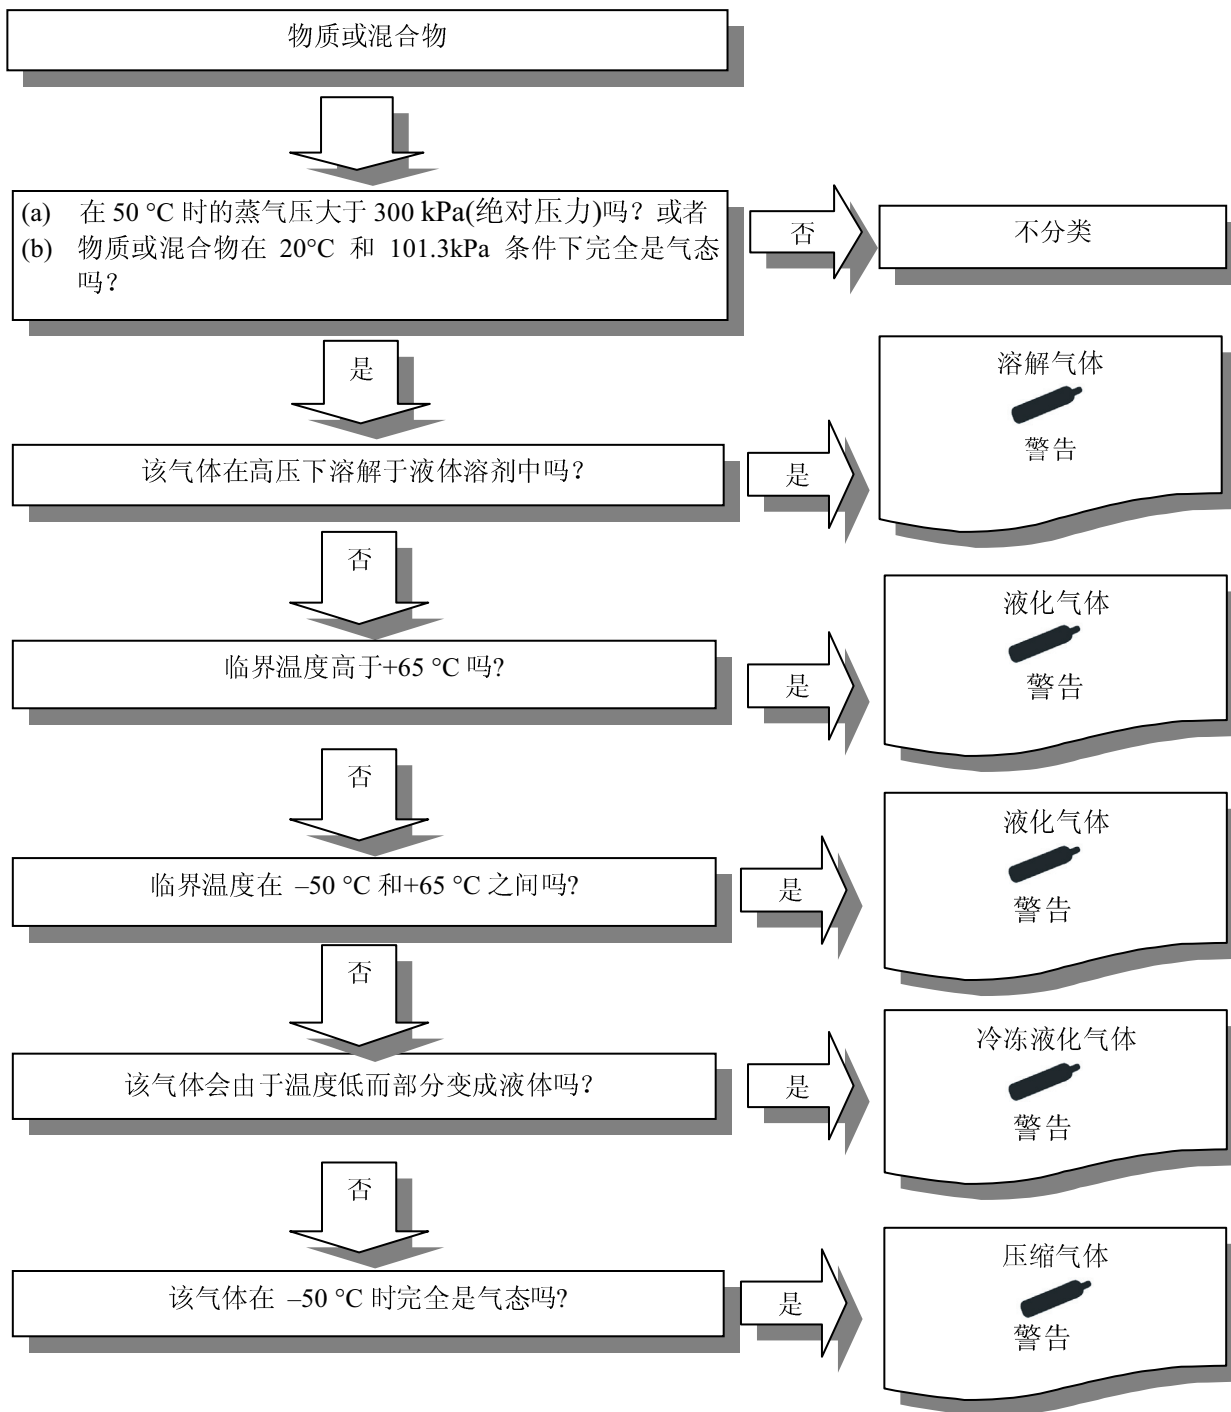 物质或混合物
(a) 在 50 °C 时的蒸气压大于 300 kPa(绝对压力)吗？或者
(b) 物质或混合物在 20°C 和 101.3kPa 条件下完全是气态
吗？
否
不分类
是
溶解气体
警告
该气体在高压下溶解于液体溶剂中吗？
是
否
液化气体
警告
临界温度高于+65 °C 吗?
是
否
液化气体
警告
临界温度在 –50 °C 和+65 °C 之间吗?
是
否
冷冻液化气体
警告
该气体会由于温度低而部分变成液体吗？
是
否
压缩气体
警告
该气体在 –50 °C 时完全是气态吗?
是